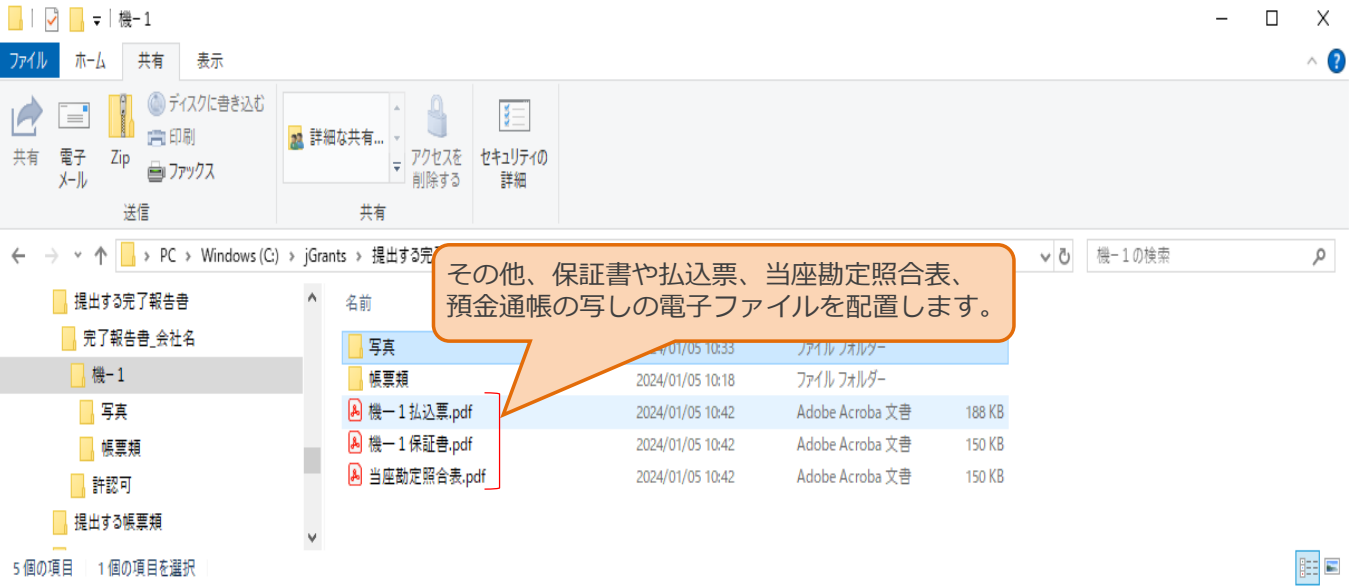 機-1
ファイル ホーム 共有 表示
共有
電子
メール
Zip
ディスクに書き込む
印刷
ファックス
送信
詳細な共有...
アクセスを
削除する
共有
セキュリティの
詳細
PC › Windows (C:) › jGrants › 提出する完
機-1の検索
その他、保証書や払込票、当座勘定照合表、
預金通帳の写しの電子ファイルを配置します。
提出する完了報告書
完了報告書_会社名
機-1
写真
帳票類
許認可
提出する帳票類
名前
写真 2024/01/05 10:33 ファイル フォルダー
帳票類 2024/01/05 10:18 ファイル フォルダー
機ー1払込票.pdf 2024/01/05 10:42 Adobe Acroba 文書 188 KB
機ー1保証書.pdf 2024/01/05 10:42 Adobe Acroba 文書 150 KB
当座勘定照合表.pdf 2024/01/05 10:42 Adobe Acroba 文書 150 KB
5 個の項目 1 個の項目を選択